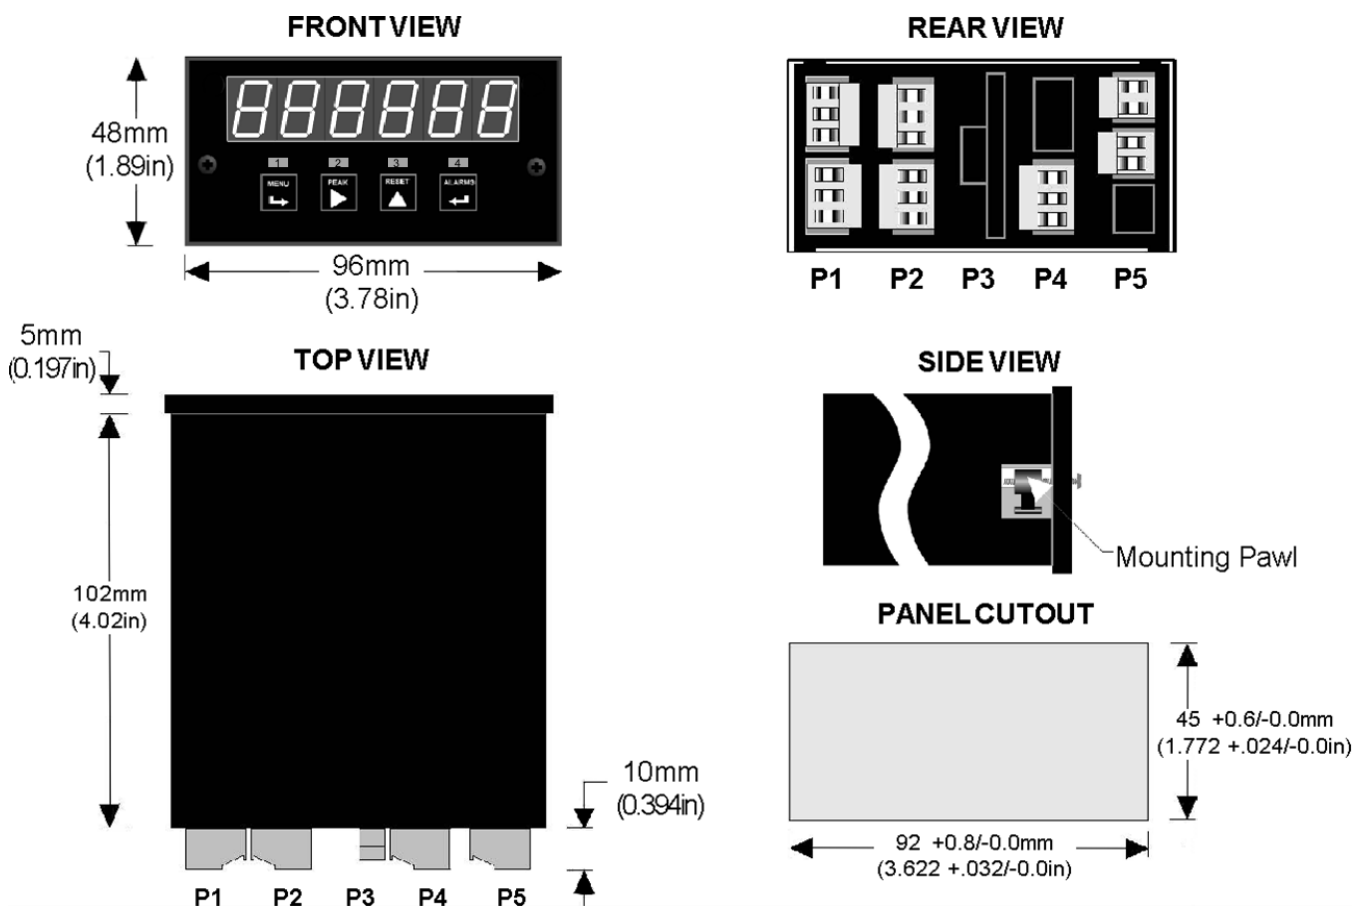 FRONT VIEW
888888
48mm
(1.89in)
1 2 3 4
MENU PEAK RESET ALARMS
96mm
(3.78in)
REAR VIEW
P1 P2 P3 P4 P5
5mm
(0.197in)
TOP VIEW
102mm
(4.02in)
10mm
(0.394in)
P1 P2 P3 P4 P5
SIDE VIEW
Mounting Pawl
PANEL CUTOUT
45 +0.6/-0.0mm
(1.772 +.024/-0.0in)
92 +0.8/-0.0mm
(3.622 +.032/-0.0in)